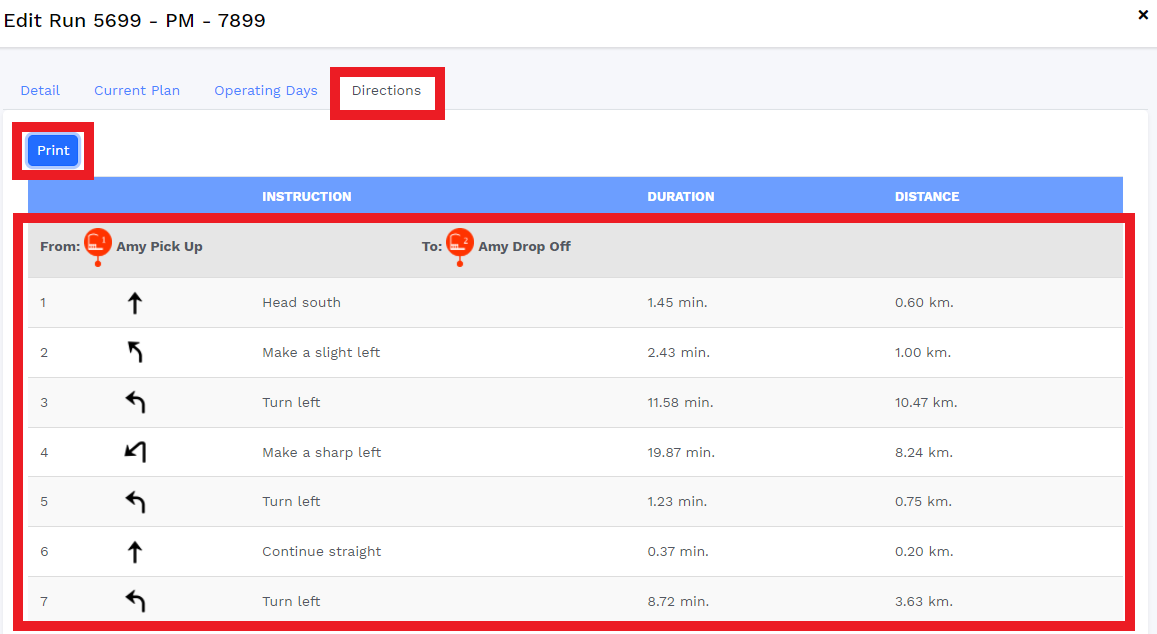 Edit Run 5699 - PM - 7899 ×
Detail Current Plan Operating Days Directions
Print
INSTRUCTION DURATION DISTANCE
From: 1 Amy Pick Up To: 2 Amy Drop Off
1 Head south 1.45 min. 0.60 km.
2 Make a slight left 2.43 min. 1.00 km.
3 Turn left 11.58 min. 10.47 km.
4 Make a sharp left 19.87 min. 8.24 km.
5 Turn left 1.23 min. 0.75 km.
6 Continue straight 0.37 min. 0.20 km.
7 Turn left 8.72 min. 3.63 km.